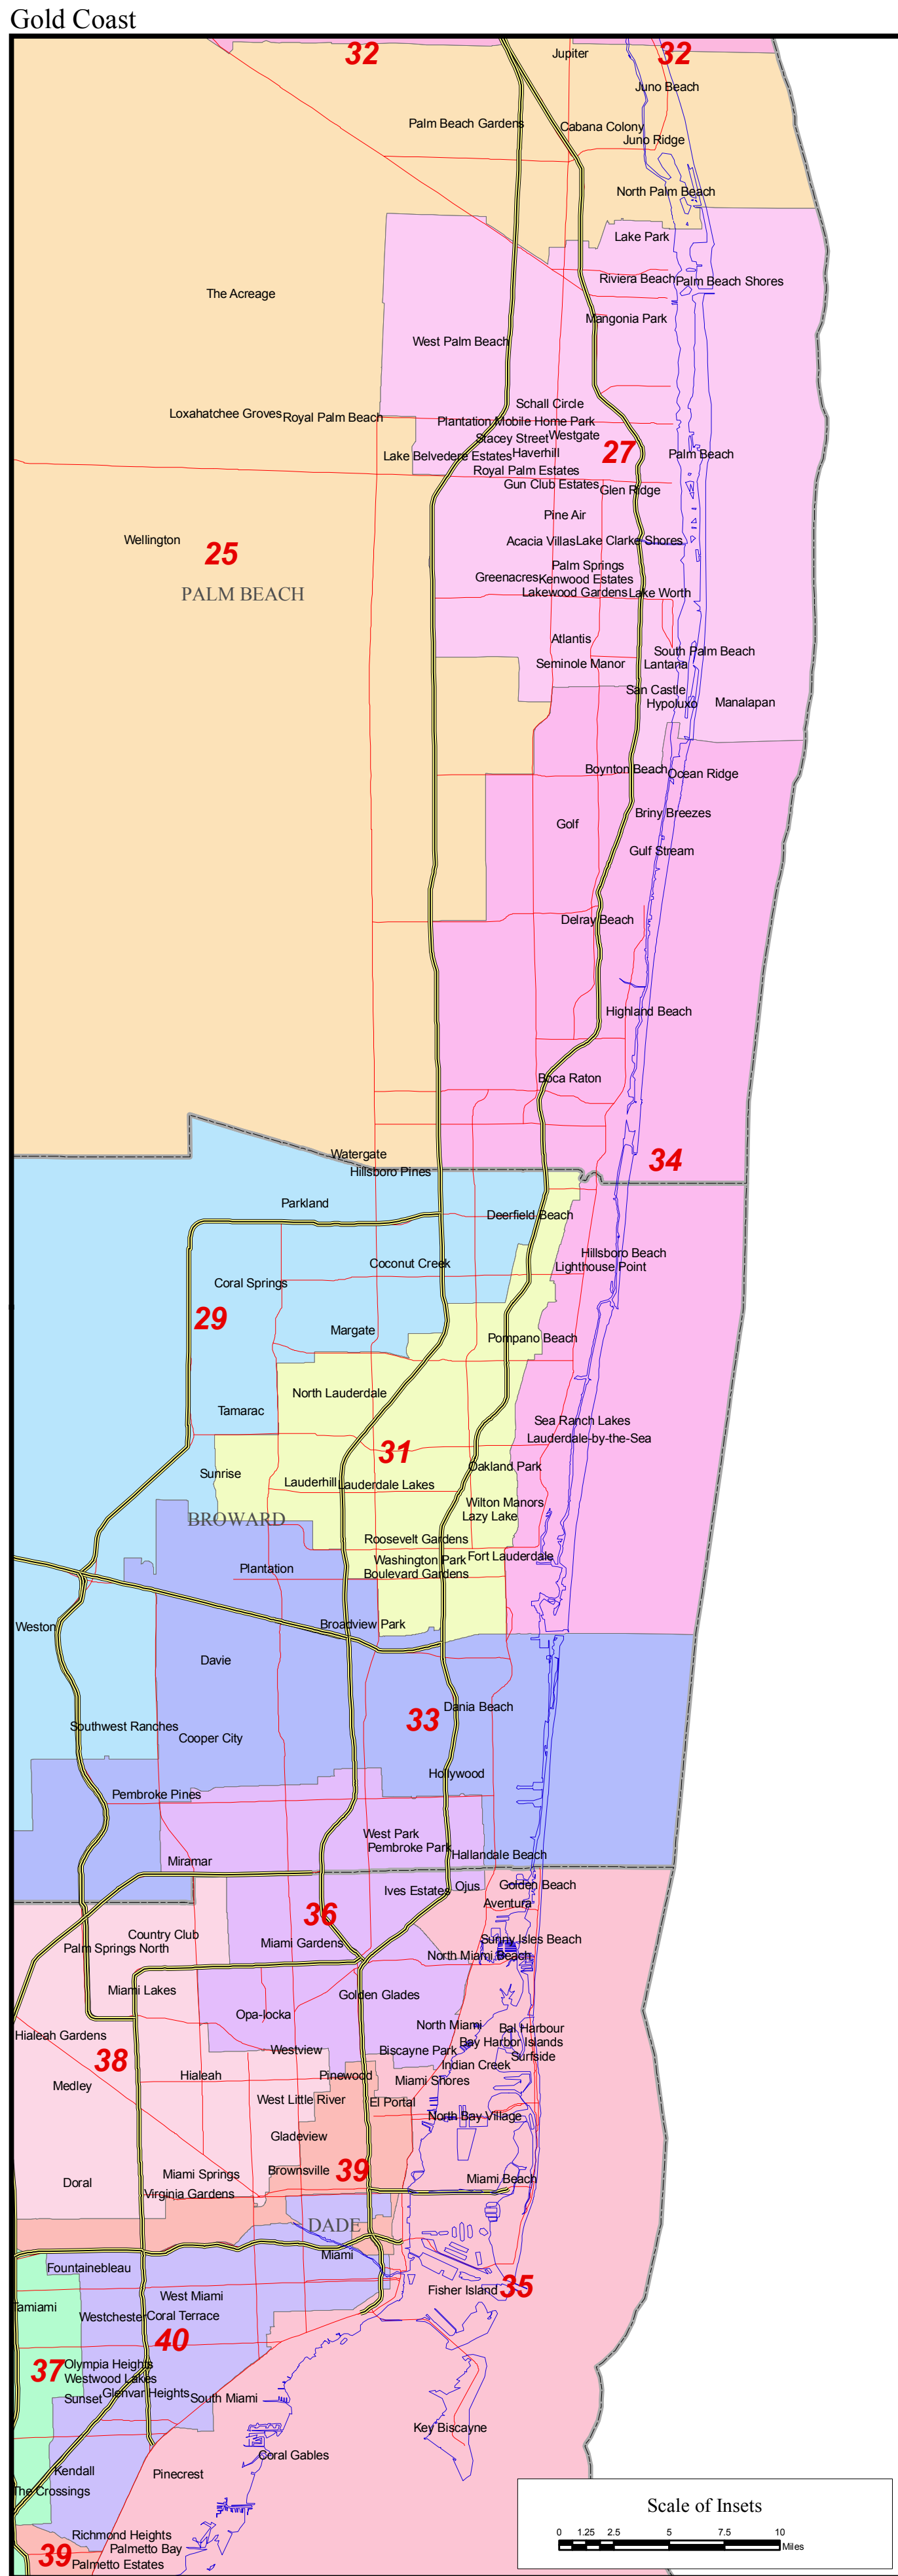 Gold Coast
32
32
Jupiter
Juno Beach
Palm Beach Gardens
Cabana Colony
Juno Ridge
North Palm Beach
Lake Park
Riviera Beach
Palm Beach Shores
The Acreage
Mangonia Park
West Palm Beach
Schall Circle
Loxahatchee Groves
Royal Palm Beach
Plantation Mobile Home Park
Stacey Street
Westgate
Haverhill
27
Palm Beach
Lake Belvedere Estates
Royal Palm Estates
Gun Club Estates
Glen Ridge
Pine Air
Wellington
25
Acacia Villas
Lake Clarke Shores
Palm Springs
Greenacres
Kenwood Estates
PALM BEACH
Lakewood Gardens
Lake Worth
Atlantis
South Palm Beach
Seminole Manor
Lantana
San Castle
Hypoluxo
Manalapan
Boynton Beach
Ocean Ridge
Briny Breezes
Golf
Gulf Stream
Delray Beach
Highland Beach
Boca Raton
Watergate
34
Hillsboro Pines
Parkland
Deerfield Beach
Hillsboro Beach
Coconut Creek
Lighthouse Point
Coral Springs
29
Margate
Pompano Beach
North Lauderdale
Tamarac
Sea Ranch Lakes
Lauderdale-by-the-Sea
31
Oakland Park
Sunrise
Lauderhill
Lauderdale Lakes
Wilton Manors
Lazy Lake
BROWARD
Roosevelt Gardens
Fort Lauderdale
Washington Park
Plantation
Boulevard Gardens
Weston
Broadview Park
Davie
Dania Beach
33
Southwest Ranches
Cooper City
Hollywood
Pembroke Pines
West Park
Pembroke Park
Hallandale Beach
Miramar
Ives Estates
Ojus
Golden Beach
Aventura
36
Country Club
Sunny Isles Beach
Miami Gardens
Palm Springs North
North Miami Beach
Miami Lakes
Golden Glades
Opa-locka
North Miami
Bal Harbour
Hialeah Gardens
Bay Harbor Islands
Westview
Biscayne Park
Surfside
38
Indian Creek
Hialeah
Pinewood
Miami Shores
Medley
West Little River
El Portal
North Bay Village
Gladeview
Brownsville
39
Miami Springs
Miami Beach
Doral
Virginia Gardens
DADE
Miami
Fountainebleau
Fisher Island
35
West Miami
Tamiami
Westchester
Coral Terrace
40
37
Olympia Heights
Westwood Lakes
Glenvar Heights
Sunset
South Miami
Key Biscayne
Coral Gables
Kendall
Pinecrest
The Crossings
Scale of Insets
0 1.25 2.5 5 7.5 10
Miles
Richmond Heights
Palmetto Bay
39
Palmetto Estates